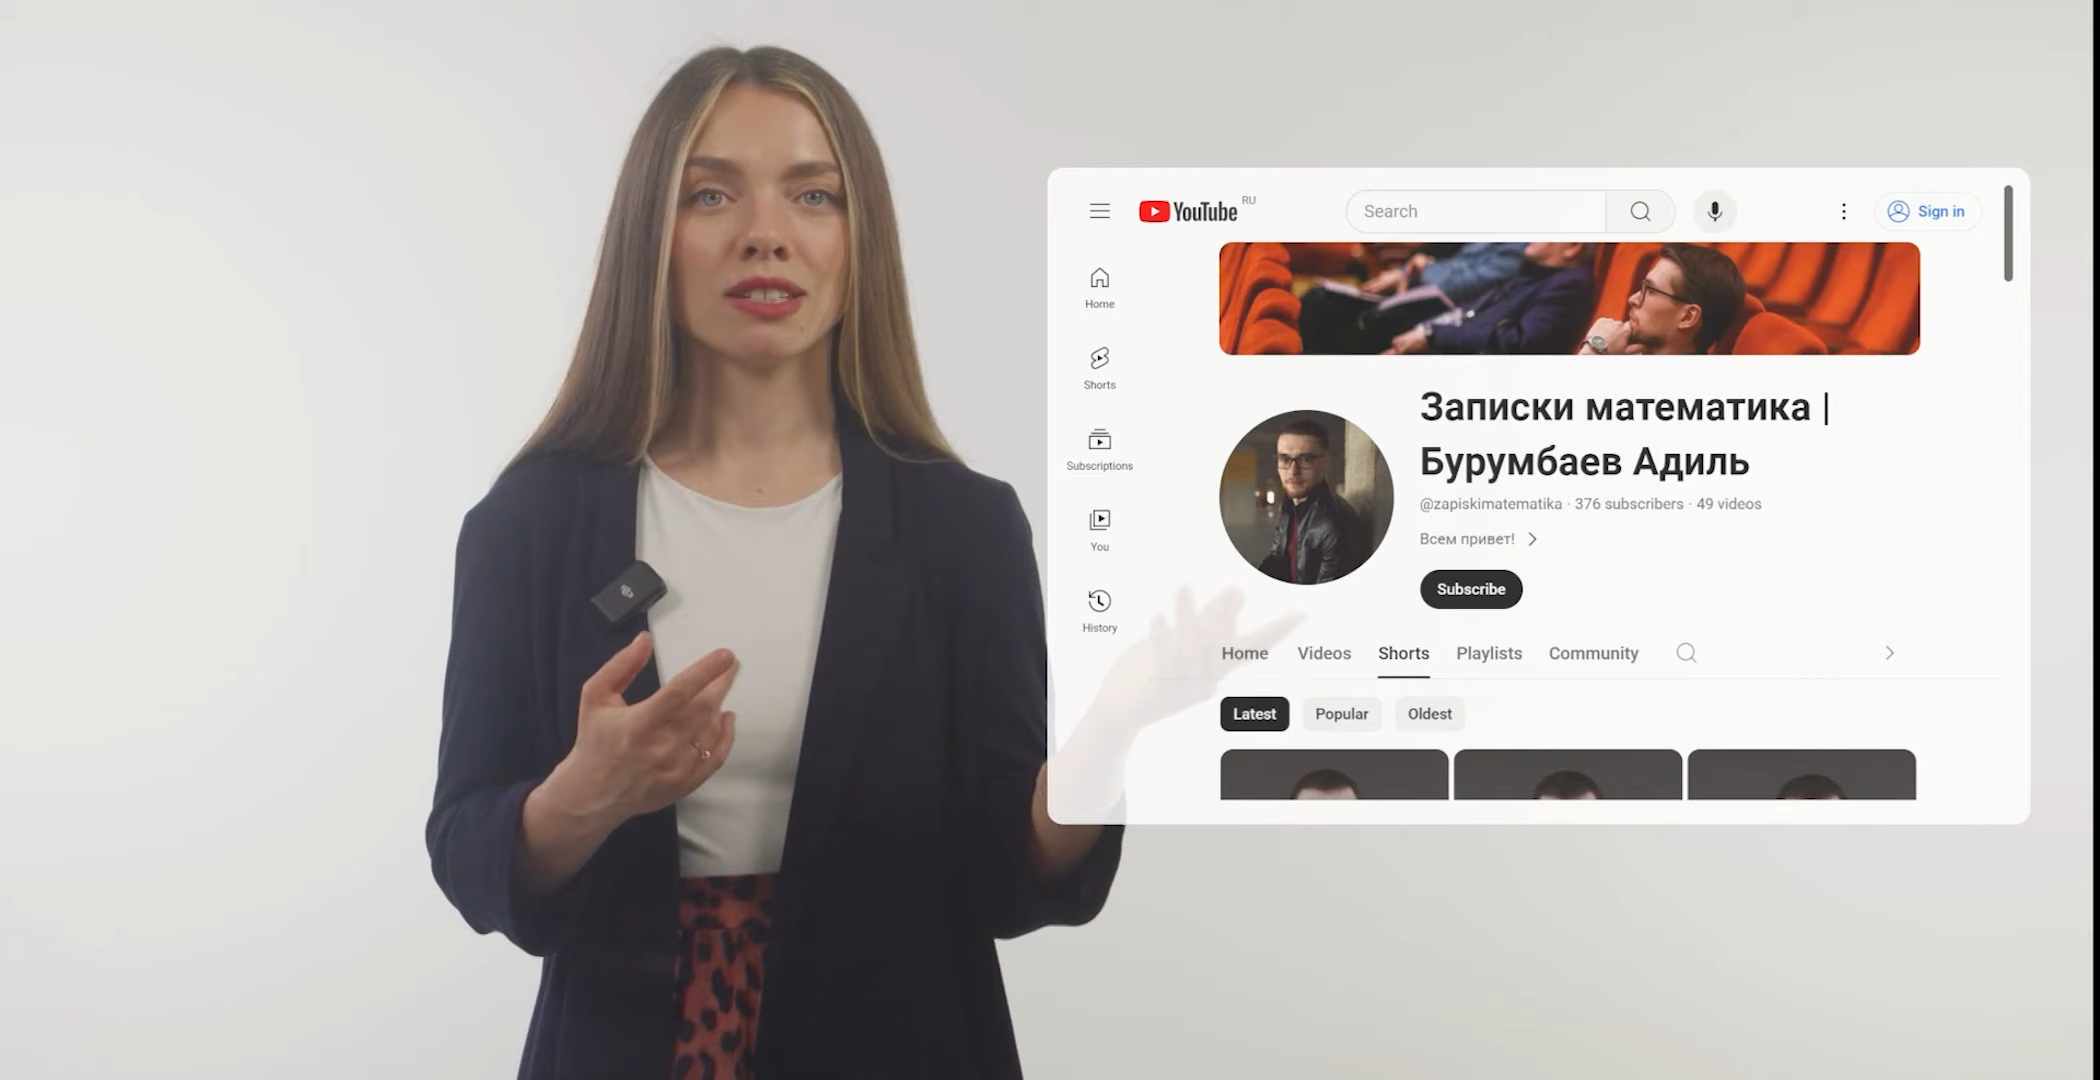 YouTube RU
Search
Sign in
Home
Shorts
Subscriptions
You
History
Записки математика |
Бурумбаев Адиль
@zapiskimatematika · 376 subscribers · 49 videos
Всем привет!
Subscribe
Home Videos Shorts Playlists Community
Latest Popular Oldest